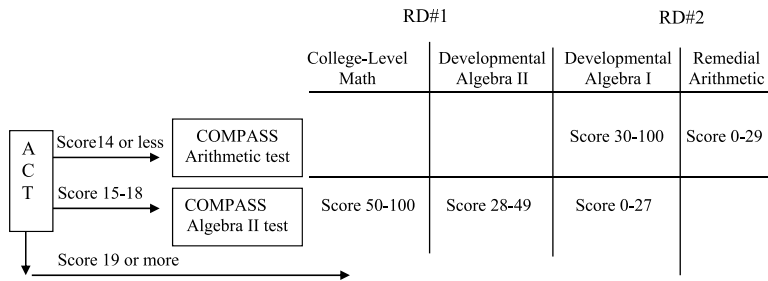 RD#1 RD#2
College-Level Developmental Developmental Remedial
Math Algebra II Algebra I Arithmetic
Score14 or less COMPASS Score 30-100 Score 0-29
A Arithmetic test
C
T Score 15-18 COMPASS Score 50-100 Score 28-49 Score 0-27
Algebra II test
Score 19 or more